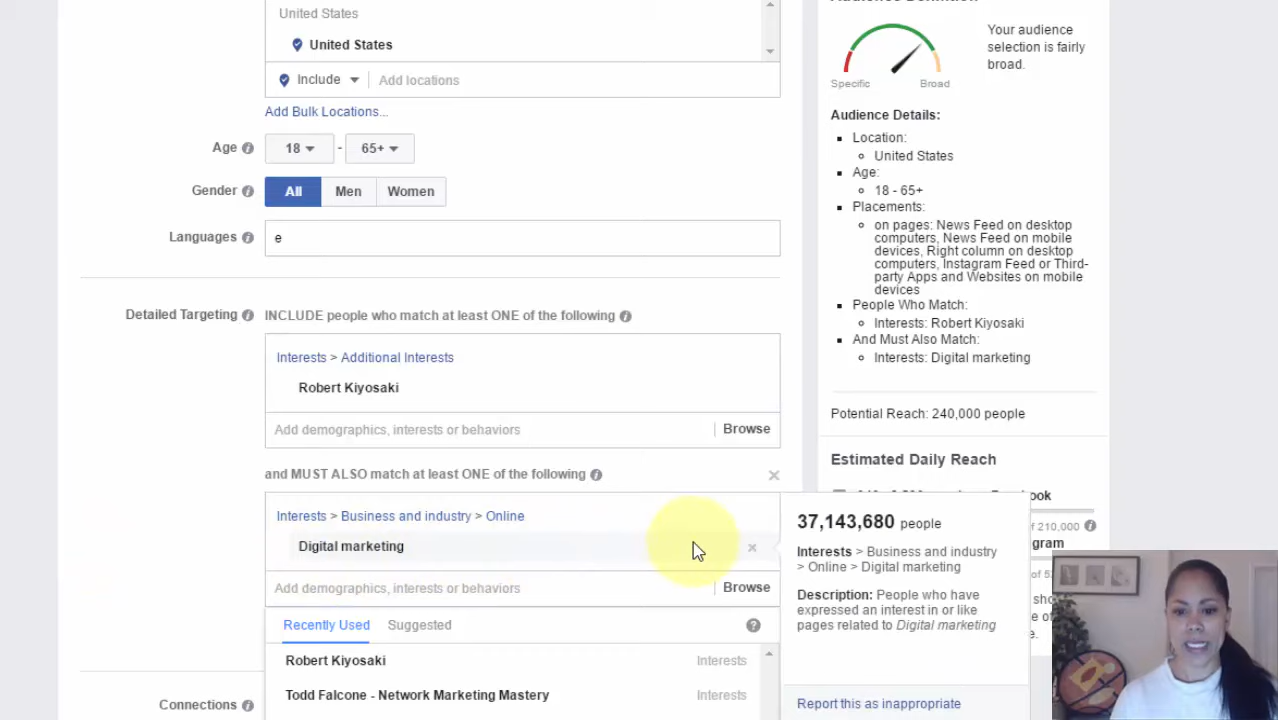 United States
United States
Include
Add locations
Add Bulk Locations...
Age
18
-
65+
Gender
All
Men
Women
Languages
e
Detailed Targeting
INCLUDE people who match at least ONE of the following
Interests > Additional Interests
Robert Kiyosaki
Add demographics, interests or behaviors
Browse
and MUST ALSO match at least ONE of the following
Interests > Business and industry > Online
Digital marketing
Add demographics, interests or behaviors
Browse
Recently Used
Suggested
Robert Kiyosaki
Interests
Todd Falcone - Network Marketing Mastery
Interests
Connections
Your audience
selection is fairly
broad.
Specific
Broad
Audience Details:
Location:
United States
Age:
18 - 65+
Placements:
on pages: News Feed on desktop
computers, News Feed on mobile
devices, Right column on desktop
computers, Instagram Feed or Third-
party Apps and Websites on mobile
devices
People Who Match:
Interests: Robert Kiyosaki
And Must Also Match:
Interests: Digital marketing
Potential Reach: 240,000 people
Estimated Daily Reach
of 210,000
37,143,680 people
Interests > Business and industry
> Online > Digital marketing
Description: People who have
expressed an interest in or like
pages related to Digital marketing
Report this as inappropriate